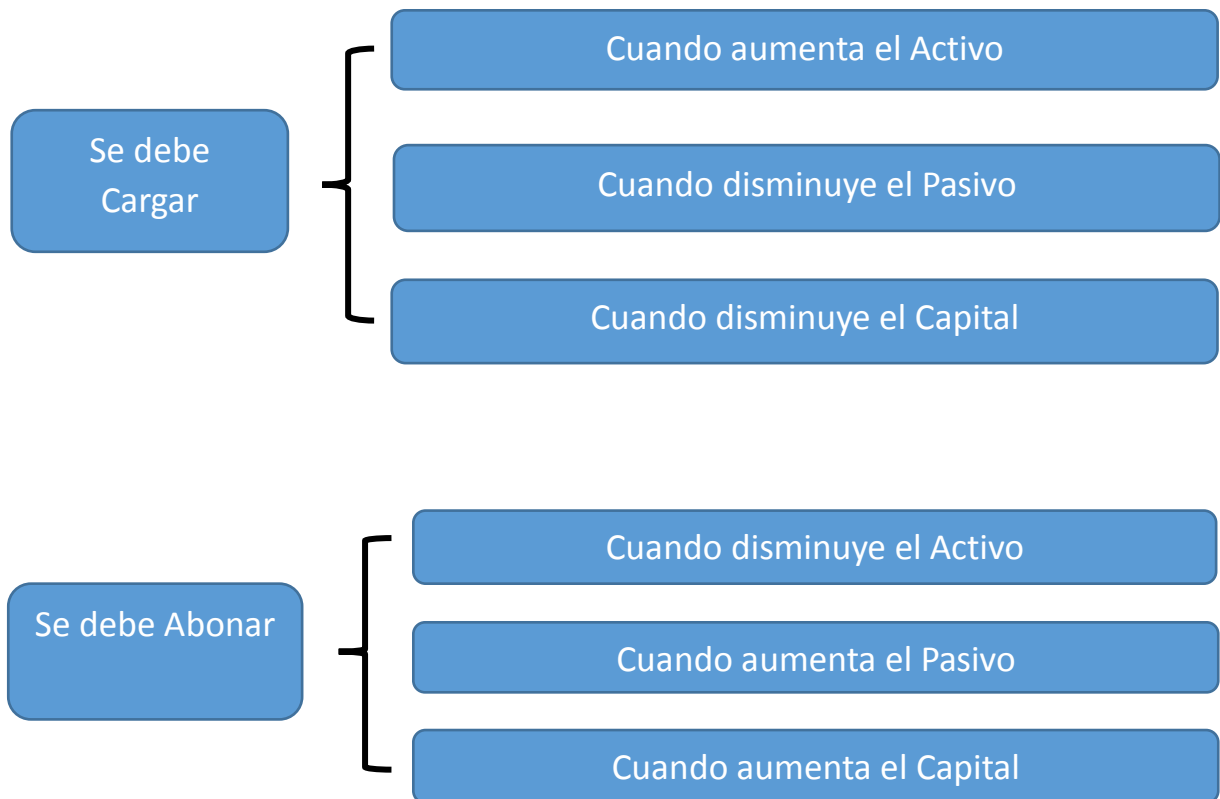 Cuando aumenta el Activo
Se debe
Cargar
Cuando disminuye el Pasivo
Cuando disminuye el Capital
Cuando disminuye el Activo
Se debe Abonar
Cuando aumenta el Pasivo
Cuando aumenta el Capital